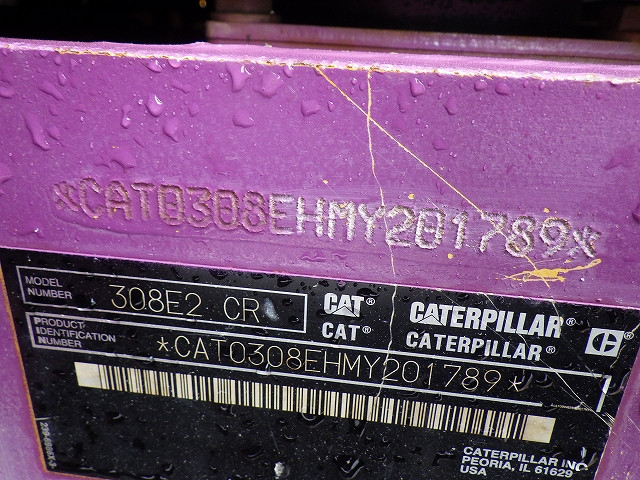 *CAT0308EHMY201789*
MODEL
NUMBER
308E2 CR
CAT®
CAT®
CATERPILLAR®
CATERPILLAR®
PRODUCT
IDENTIFICATION
NUMBER
*CAT0308EHMY201789*
CATERPILLAR INC.
PEORIA, IL 61629
USA